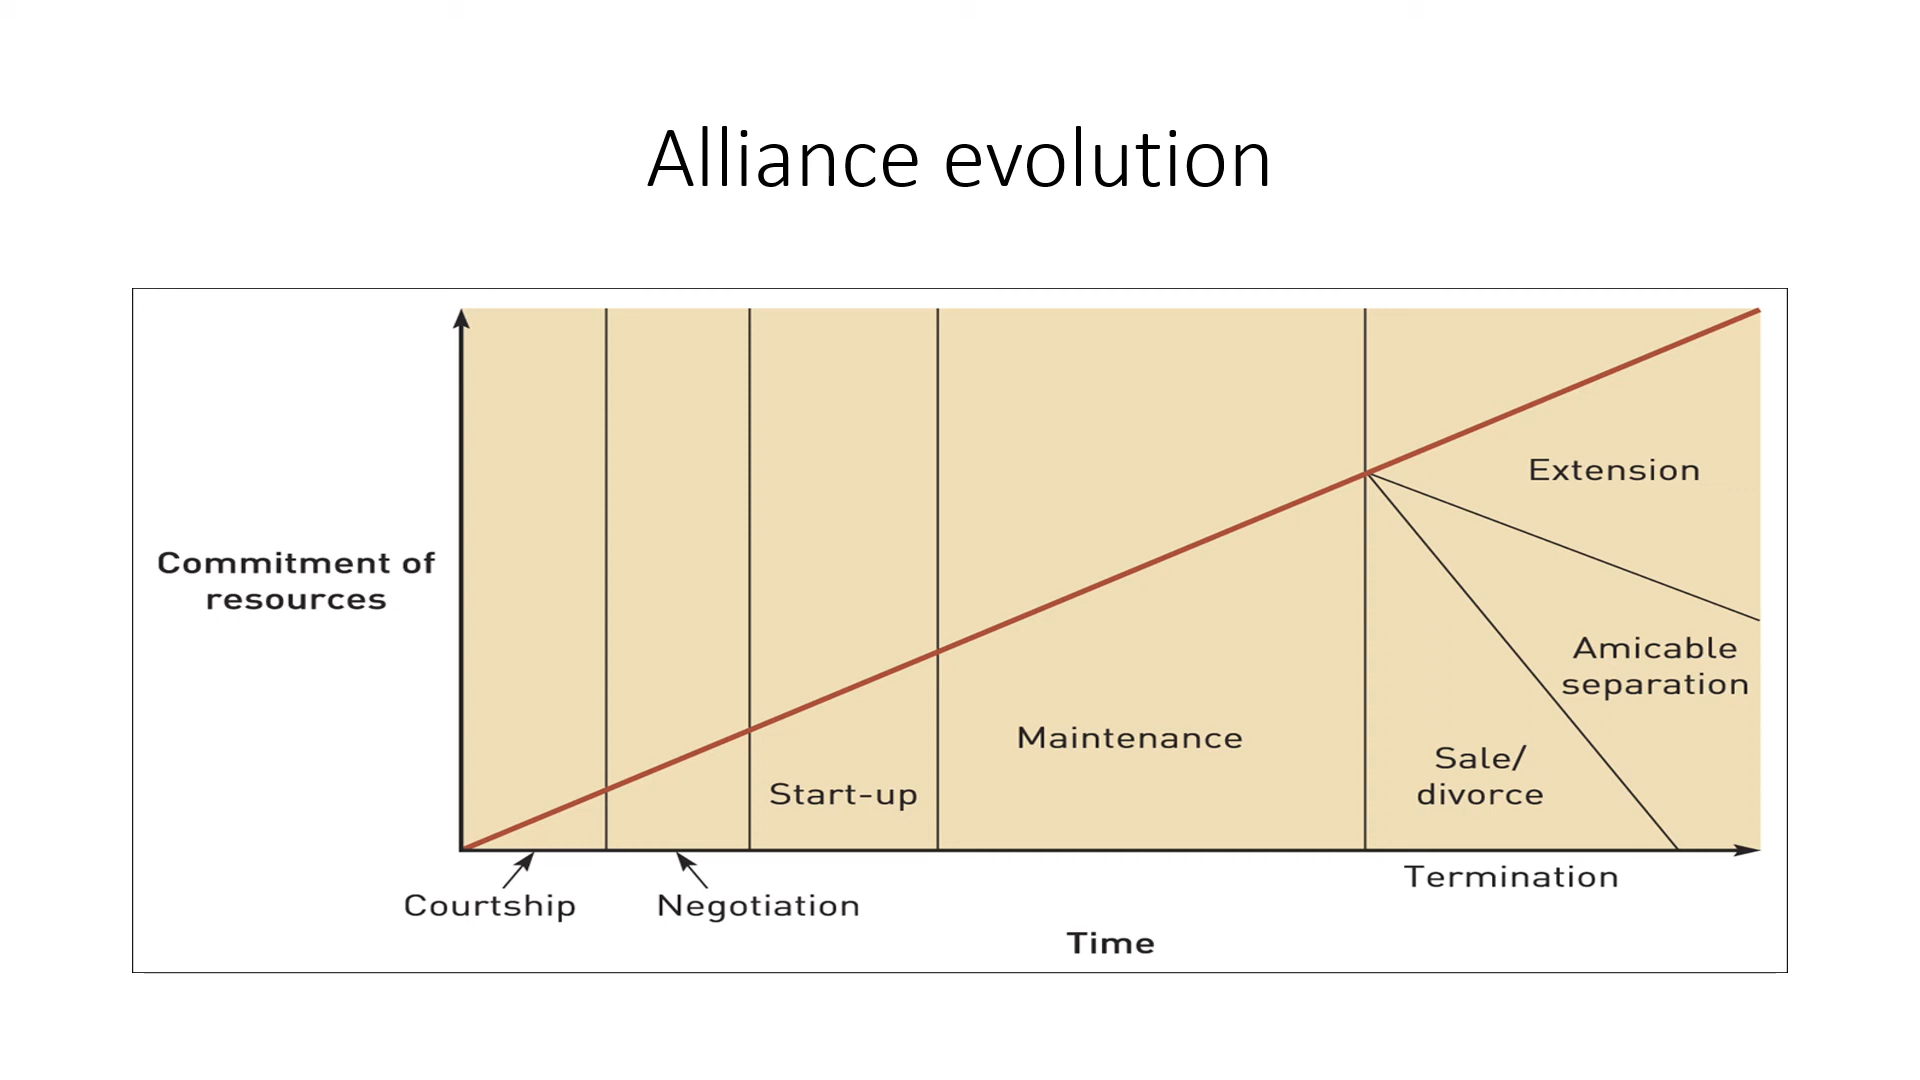 Alliance evolution
Commitment of
resources
Extension
Amicable
separation
Maintenance
Sale/
divorce
Start-up
Termination
Courtship
Negotiation
Time